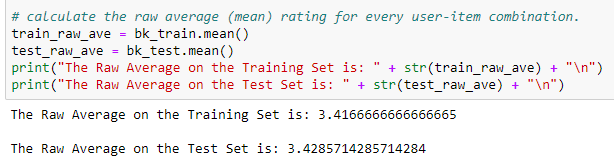 # calculate the raw average (mean) rating for every user-item combination.
train_raw_ave = bk_train.mean()
test_raw_ave = bk_test.mean()
print("The Raw Average on the Training Set is: " + str(train_raw_ave) + "\n")
print("The Raw Average on the Test Set is: " + str(test_raw_ave) + "\n")
The Raw Average on the Training Set is: 3.4166666666666665
The Raw Average on the Test Set is: 3.4285714285714284